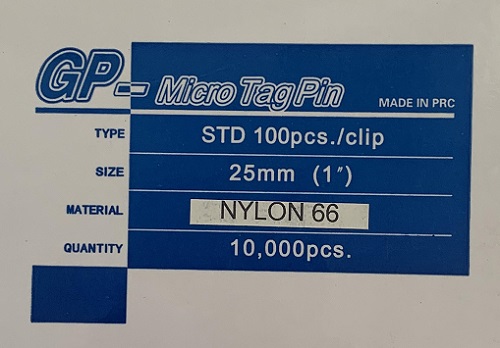 GP- Micro Tag Pin MADE IN PRC
TYPE STD 100pcs./clip
SIZE 25mm (1")
MATERIAL NYLON 66
QUANTITY 10,000pcs.